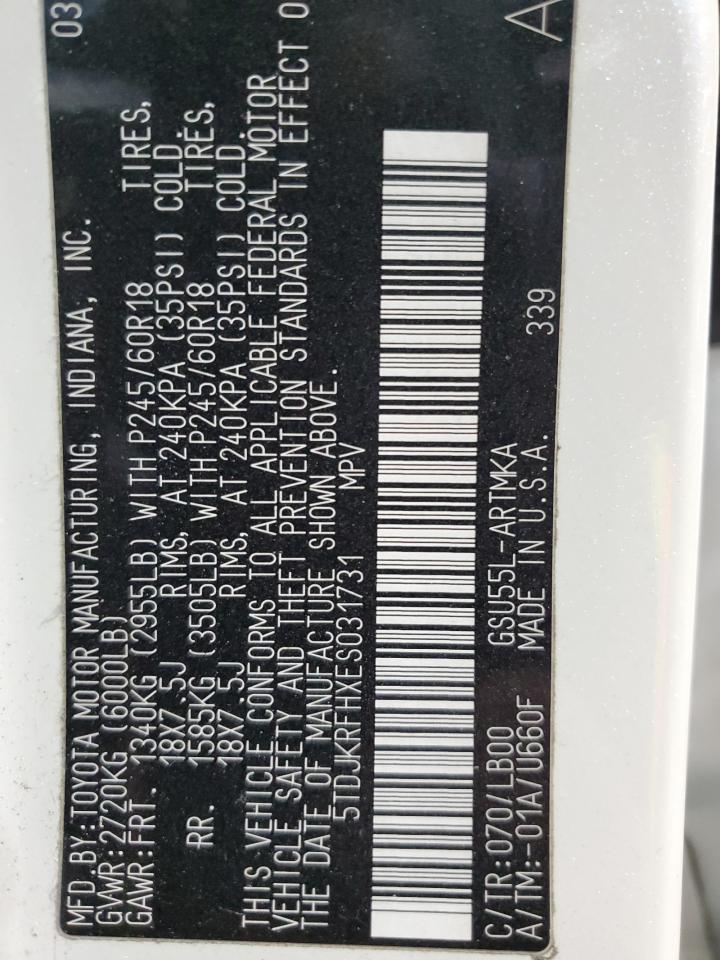 MFD.BY:TOYOTA MOTOR MANUFACTURING, INDIANA, INC. 03
GVWR:2720KG (6000LB)
GAWR:FRT. 1340KG (2955LB) WITH P245/60R18 TIRES,
18X7.5J RIMS, AT 240KPA (35PSI) COLD.
RR. 1585KG (3505LB) WITH P245/60R18 TIRES,
18X7.5J RIMS, AT 240KPA (35PSI) COLD.
THIS VEHICLE CONFORMS TO ALL APPLICABLE FEDERAL MOTOR
VEHICLE SAFETY AND THEFT PREVENTION STANDARDS IN EFFECT O
THE DATE OF MANUFACTURE SHOWN ABOVE.
5TDJKRFHXES031731 MPV
C/TR:070/LB00 GSU55L-ARTMKA
A/TM:-01A/U660F MADE IN U.S.A. 339 A